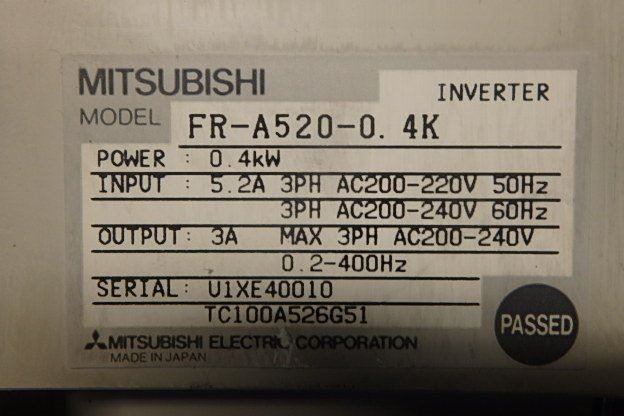 MITSUBISHI
INVERTER
MODEL FR-A520-0.4K
POWER : 0.4kW
INPUT : 5.2A 3PH AC200-220V 50Hz
3PH AC200-240V 60Hz
OUTPUT: 3A MAX 3PH AC200-240V
0.2-400Hz
SERIAL: U1XE40010
TC100A526G51
PASSED
MITSUBISHI ELECTRIC CORPORATION
MADE IN JAPAN